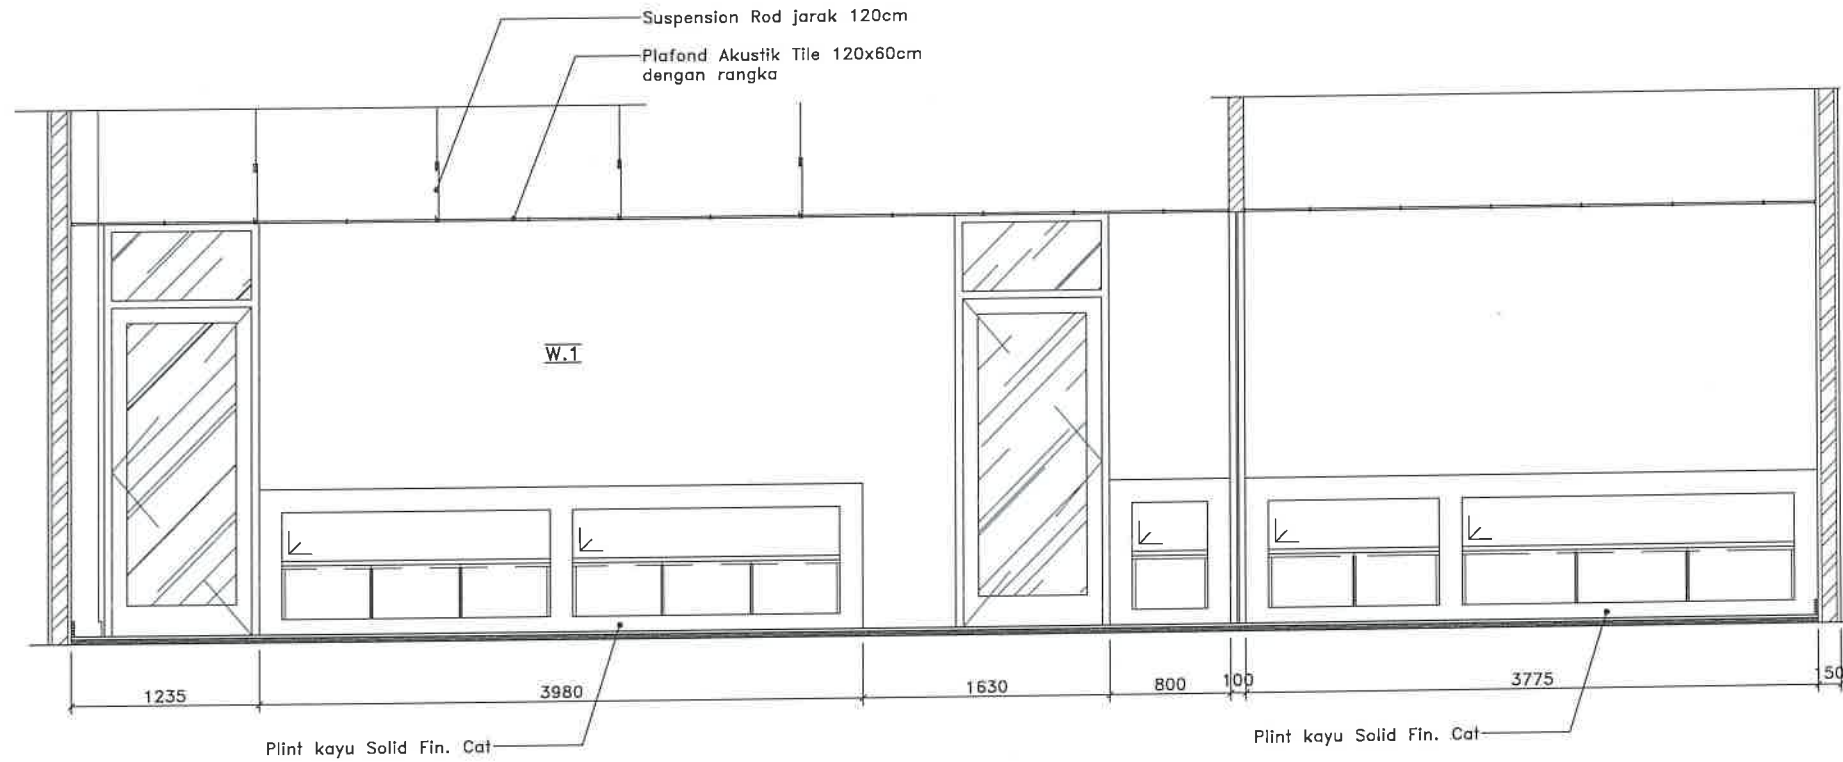 Suspension Rod jarak 120cm
Plafond Akustik Tile 120x60cm
dengan rangka
W.1
1235
3980
1630
800
100
3775
150
Plint kayu Solid Fin. Cat
Plint kayu Solid Fin. Cat